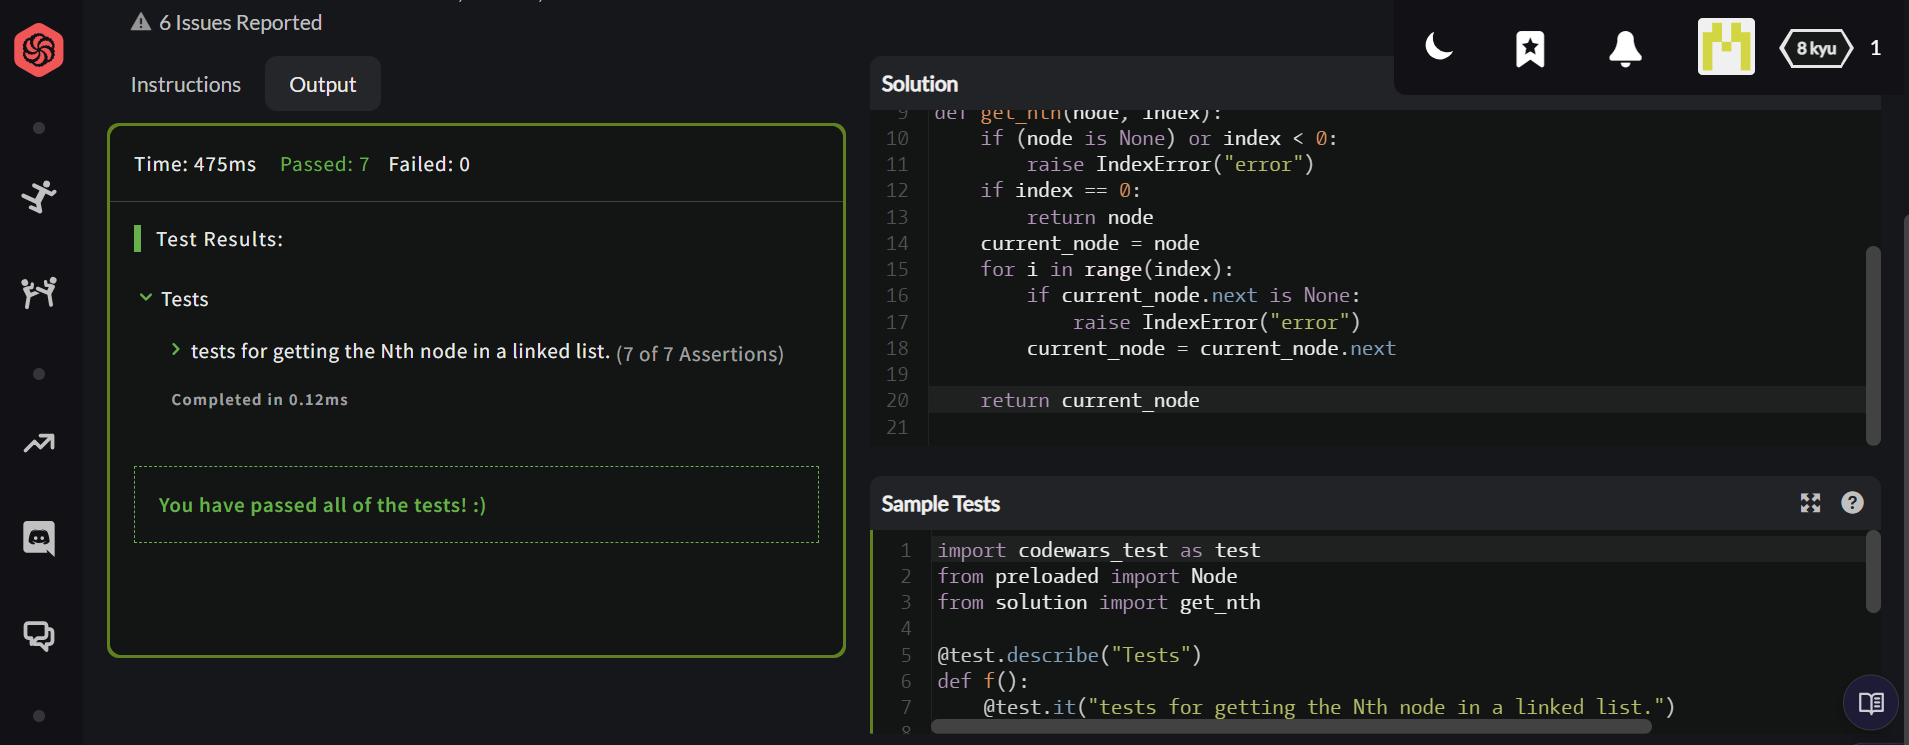 6 Issues Reported
8 kyu
1
Instructions
Output
Time: 475ms Passed: 7 Failed: 0
Test Results:
Tests
tests for getting the Nth node in a linked list. (7 of 7 Assertions)
Completed in 0.12ms
You have passed all of the tests! :)
Solution
9 def get_nth(node, index):
10 if (node is None) or index < 0:
11 raise IndexError("error")
12 if index == 0:
13 return node
14 current_node = node
15 for i in range(index):
16 if current_node.next is None:
17 raise IndexError("error")
18 current_node = current_node.next
19
20 return current_node
21
Sample Tests
?
1 import codewars_test as test
2 from preloaded import Node
3 from solution import get_nth
4
5 @test.describe("Tests")
6 def f():
7 @test.it("tests for getting the Nth node in a linked list.")
8